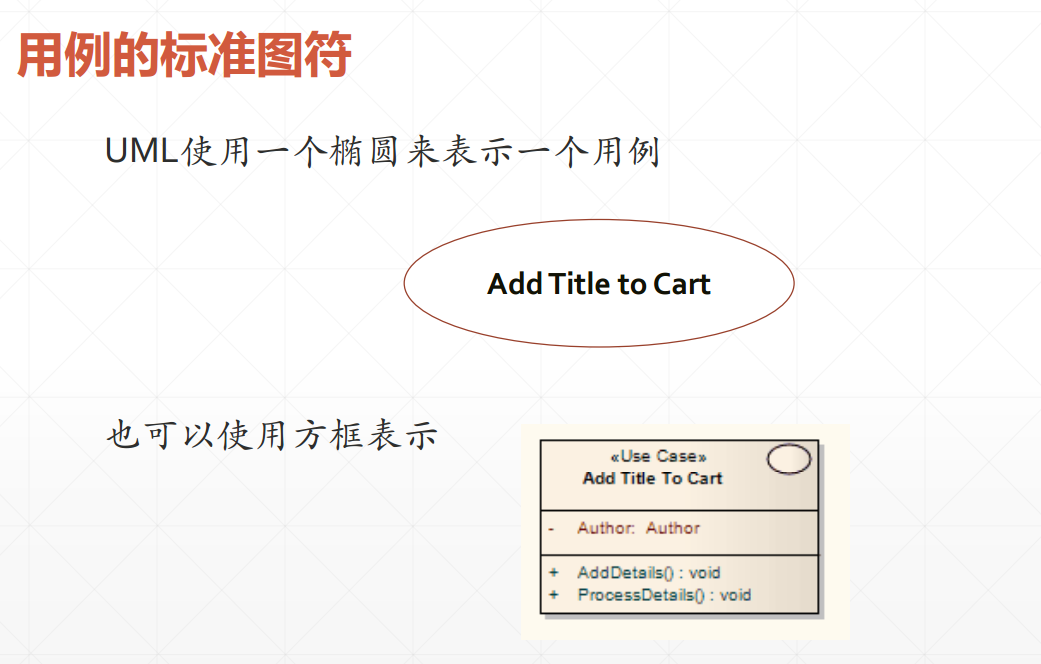 用例的标准图符
UML使用一个椭圆来表示一个用例
Add Title to Cart
也可以使用方框表示
«Use Case»
Add Title To Cart
- Author: Author
+ AddDetails() : void
+ ProcessDetails() : void